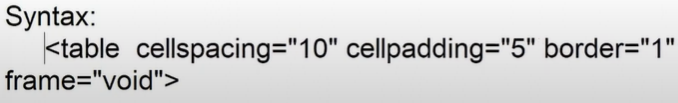 Syntax:
<table cellspacing="10" cellpadding="5" border="1"
frame="void">